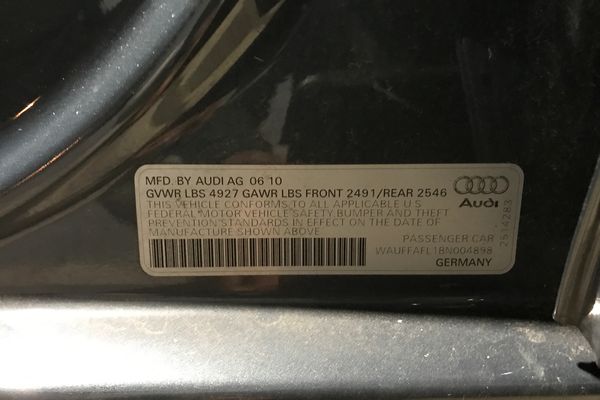 MFD. BY AUDI AG 06 10
GVWR LBS 4927 GAWR LBS FRONT 2491/REAR 2546
THIS VEHICLE CONFORMS TO ALL APPLICABLE U.S
FEDERAL MOTOR VEHICLE SAFETY BUMPER AND THEFT
PREVENTION STANDARDS IN EFFECT ON THE DATE OF
MANUFACTURE SHOWN ABOVE
Audi
PASSENGER CAR
WAUFFAFL1BN004898
GERMANY
2514283